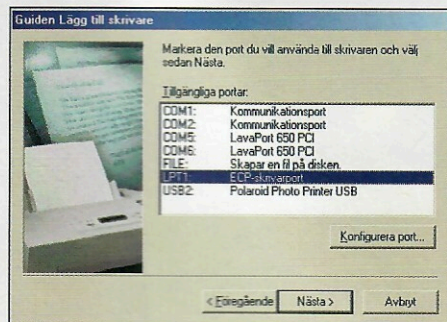 Guiden Lägg till skrivare
Markera den port du vill använda till skrivaren och välj
sedan Nästa.
Tillgängliga portar:
COM1: Kommunikationsport
COM2: Kommunikationsport
COM5: LavaPort 650 PCI
COM6: LavaPort 650 PCI
FILE: Skapar en fil på disken.
LPT1: ECP-skrivarport
USB2: Polaroid Photo Printer USB
Konfigurera port...
< Föregående Nästa > Avbryt